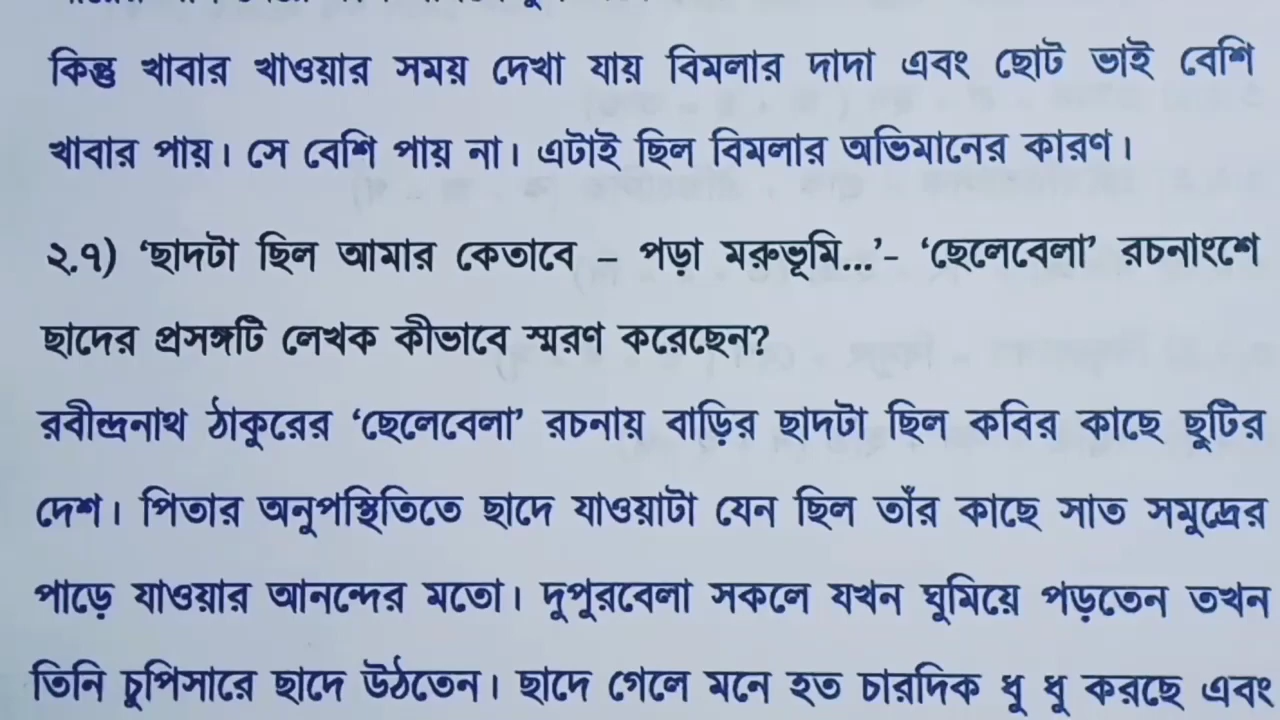 কিন্তু খাবার খাওয়ার সময় দেখা যায় বিমলার দাদা এবং ছোট ভাই বেশি
খাবার পায়। সে বেশি পায় না। এটাই ছিল বিমলার অভিমানের কারণ।
২.৭) ‘ছাদটা ছিল আমার কেতাবে – পড়া মরুভূমি...’- ‘ছেলেবেলা’ রচনাংশে
ছাদের প্রসঙ্গটি লেখক কীভাবে স্মরণ করেছেন?
রবীন্দ্রনাথ ঠাকুরের ‘ছেলেবেলা’ রচনায় বাড়ির ছাদটা ছিল কবির কাছে ছুটির
দেশ। পিতার অনুপস্থিতিতে ছাদে যাওয়াটা যেন ছিল তাঁর কাছে সাত সমুদ্রের
পাড়ে যাওয়ার আনন্দের মতো। দুপুরবেলা সকলে যখন ঘুমিয়ে পড়তেন তখন
তিনি চুপিসারে ছাদে উঠতেন। ছাদে গেলে মনে হত চারদিক ধু ধু করছে এবং